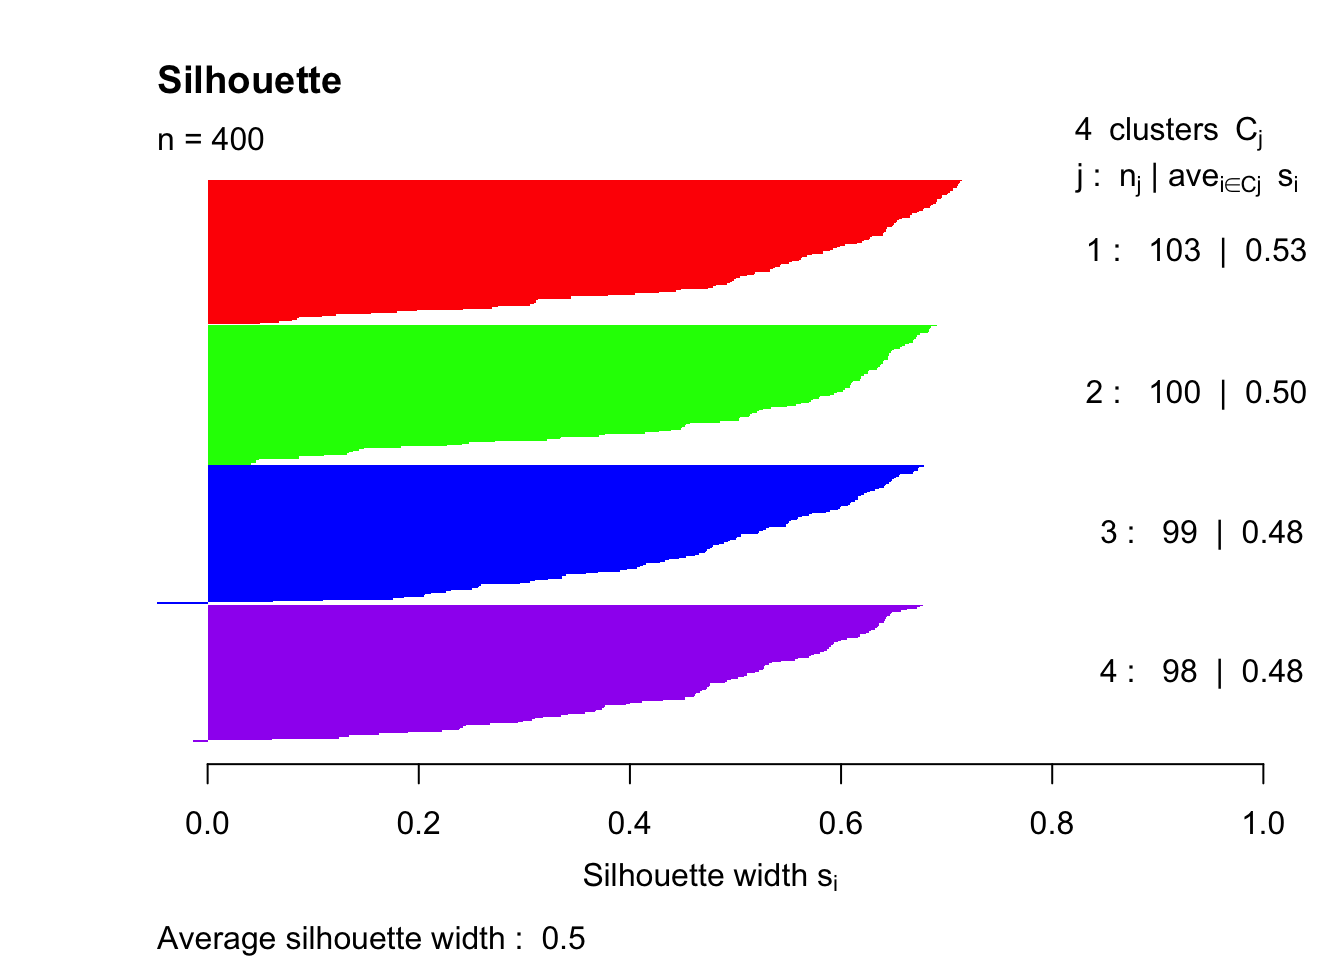 Silhouette
n = 400
4 clusters Cj
j : nj | avei∈Cj si
1 : 103 | 0.53
2 : 100 | 0.50
3 : 99 | 0.48
4 : 98 | 0.48
0.0 0.2 0.4 0.6 0.8 1.0
Silhouette width si
Average silhouette width : 0.5